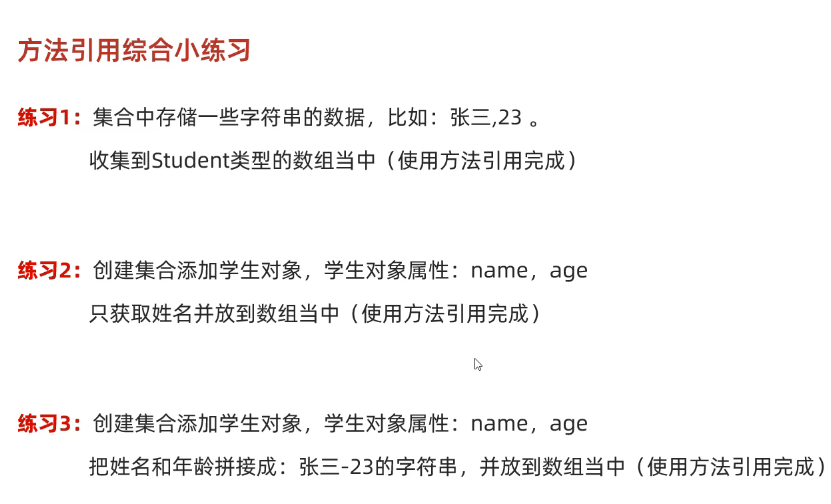 方法引用综合小练习
练习1：集合中存储一些字符串的数据，比如：张三,23 。
收集到Student类型的数组当中（使用方法引用完成）
练习2：创建集合添加学生对象，学生对象属性：name，age
只获取姓名并放到数组当中（使用方法引用完成）
练习3：创建集合添加学生对象，学生对象属性：name，age
把姓名和年龄拼接成：张三-23的字符串，并放到数组当中（使用方法引用完成）